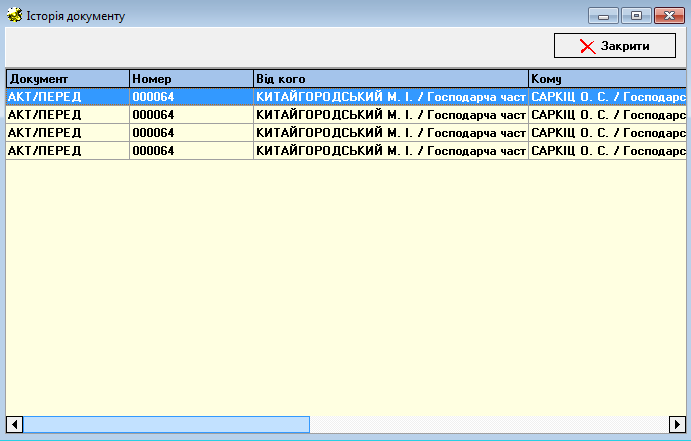 Історія документу
Закрити
Документ Номер Від кого Кому
АКТ/ПЕРЕД 000064 КИТАЙГОРОДСЬКИЙ М. І. / Господарча част САРКІЦ О. С. / Господарс
АКТ/ПЕРЕД 000064 КИТАЙГОРОДСЬКИЙ М. І. / Господарча част САРКІЦ О. С. / Господарс
АКТ/ПЕРЕД 000064 КИТАЙГОРОДСЬКИЙ М. І. / Господарча част САРКІЦ О. С. / Господарс
АКТ/ПЕРЕД 000064 КИТАЙГОРОДСЬКИЙ М. І. / Господарча част САРКІЦ О. С. / Господарс